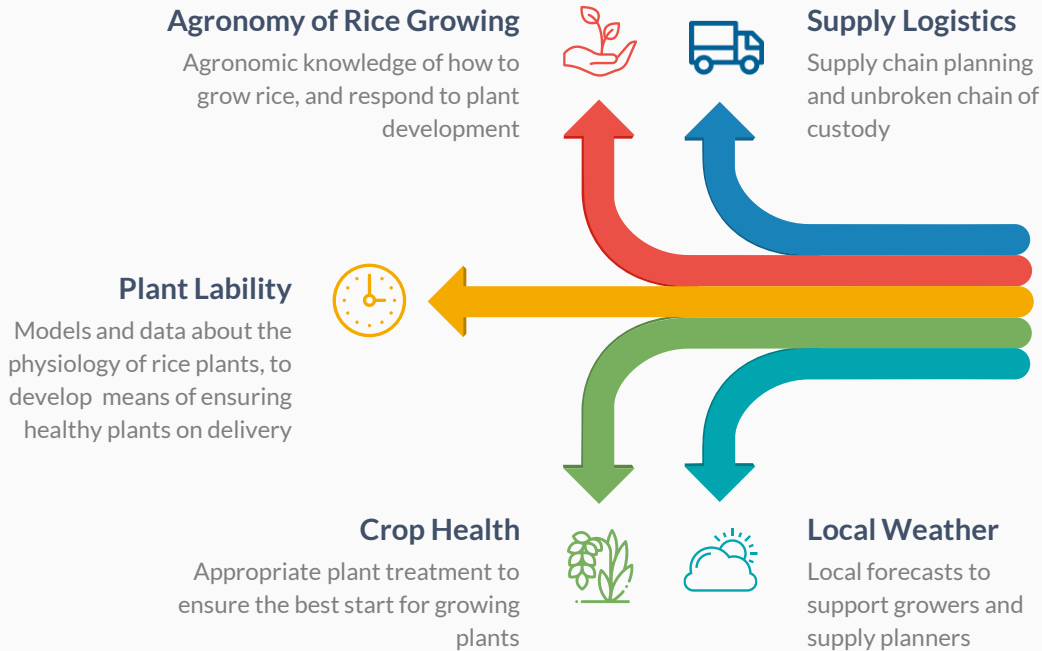 Agronomy of Rice Growing
Agronomic knowledge of how to
grow rice, and respond to plant
development
Supply Logistics
Supply chain planning
and unbroken chain of
custody
Plant Lability
Models and data about the
physiology of rice plants, to
develop  means of ensuring
healthy plants on delivery
Crop Health
Appropriate plant treatment to
ensure the best start for growing
plants
Local Weather
Local forecasts to
support growers and
supply planners